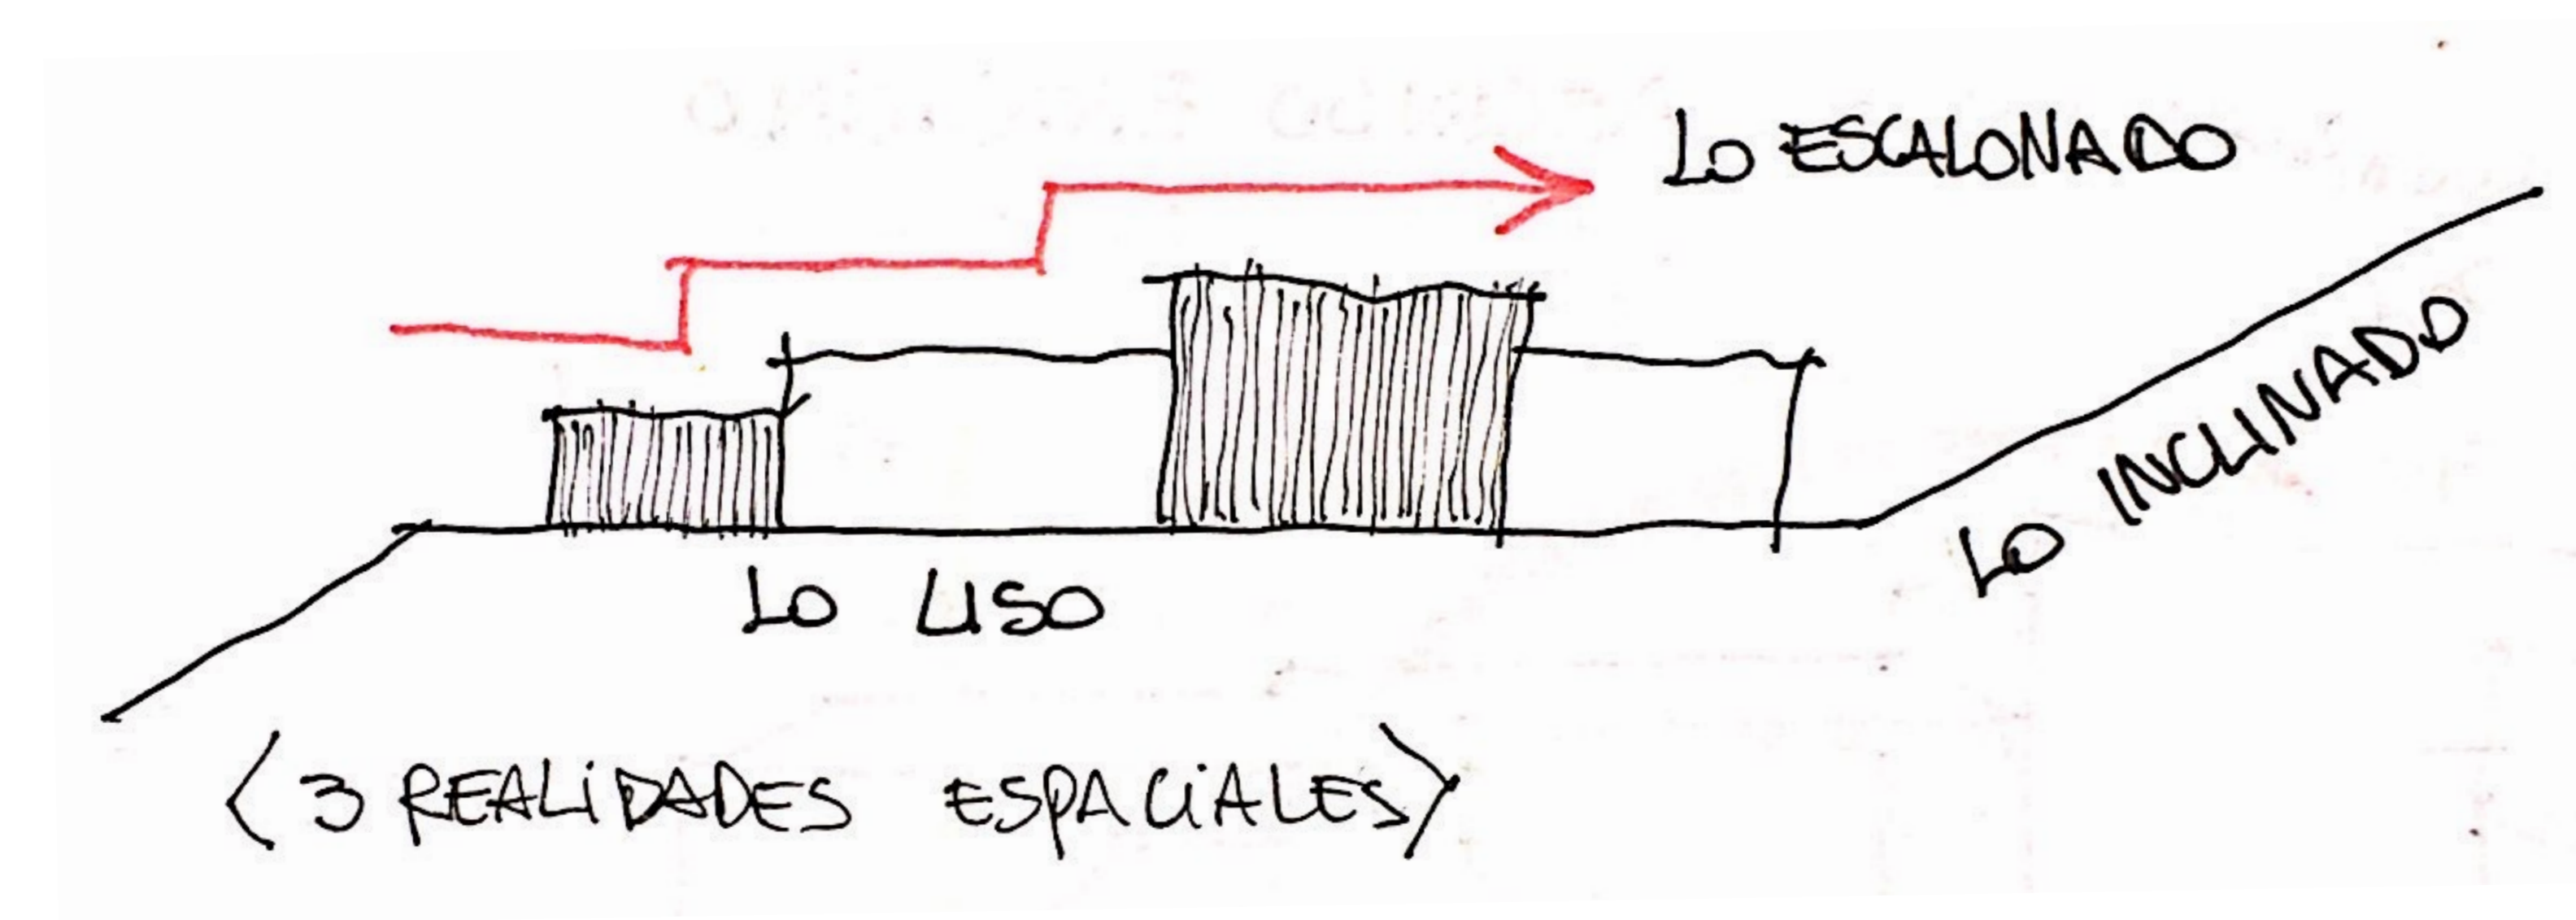 LO ESCALONADO
LO INCLINADO
LO LISO
<3 REALIDADES ESPACIALES>